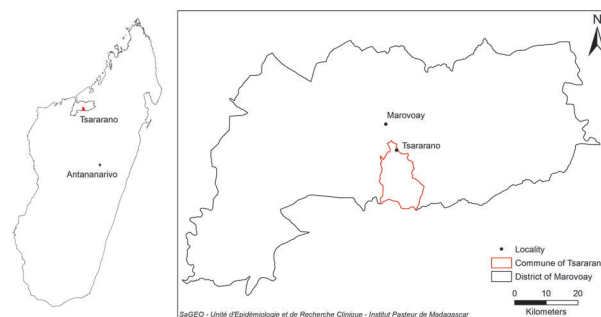 Tsararano
Antananarivo
N
Marovoay
Tsararano
Locality
Commune of Tsararan
District of Marovoay
0 10 20
Kilometers
SaGEO - Unité d'Epidémiologie et de Recherche Clinique - Institut Pasteur de Madagascar